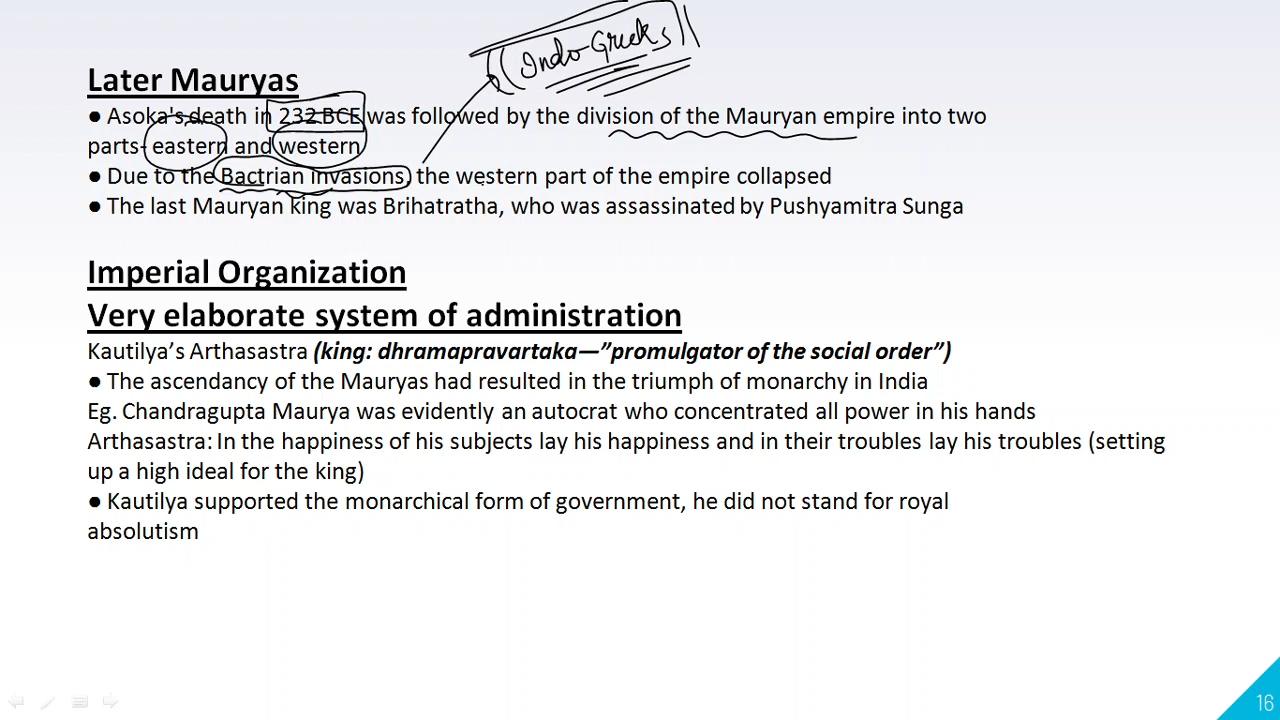 (Indo-Greeks)
Later Mauryas
● Asoka's death in 232 BCE was followed by the division of the Mauryan empire into two
parts- eastern and western
● Due to the Bactrian invasions, the western part of the empire collapsed
● The last Mauryan king was Brihatratha, who was assassinated by Pushyamitra Sunga
Imperial Organization
Very elaborate system of administration
Kautilya’s Arthasastra (king: dhramapravartaka—”promulgator of the social order”)
● The ascendancy of the Mauryas had resulted in the triumph of monarchy in India
Eg. Chandragupta Maurya was evidently an autocrat who concentrated all power in his hands
Arthasastra: In the happiness of his subjects lay his happiness and in their troubles lay his troubles (setting
up a high ideal for the king)
● Kautilya supported the monarchical form of government, he did not stand for royal
absolutism
16